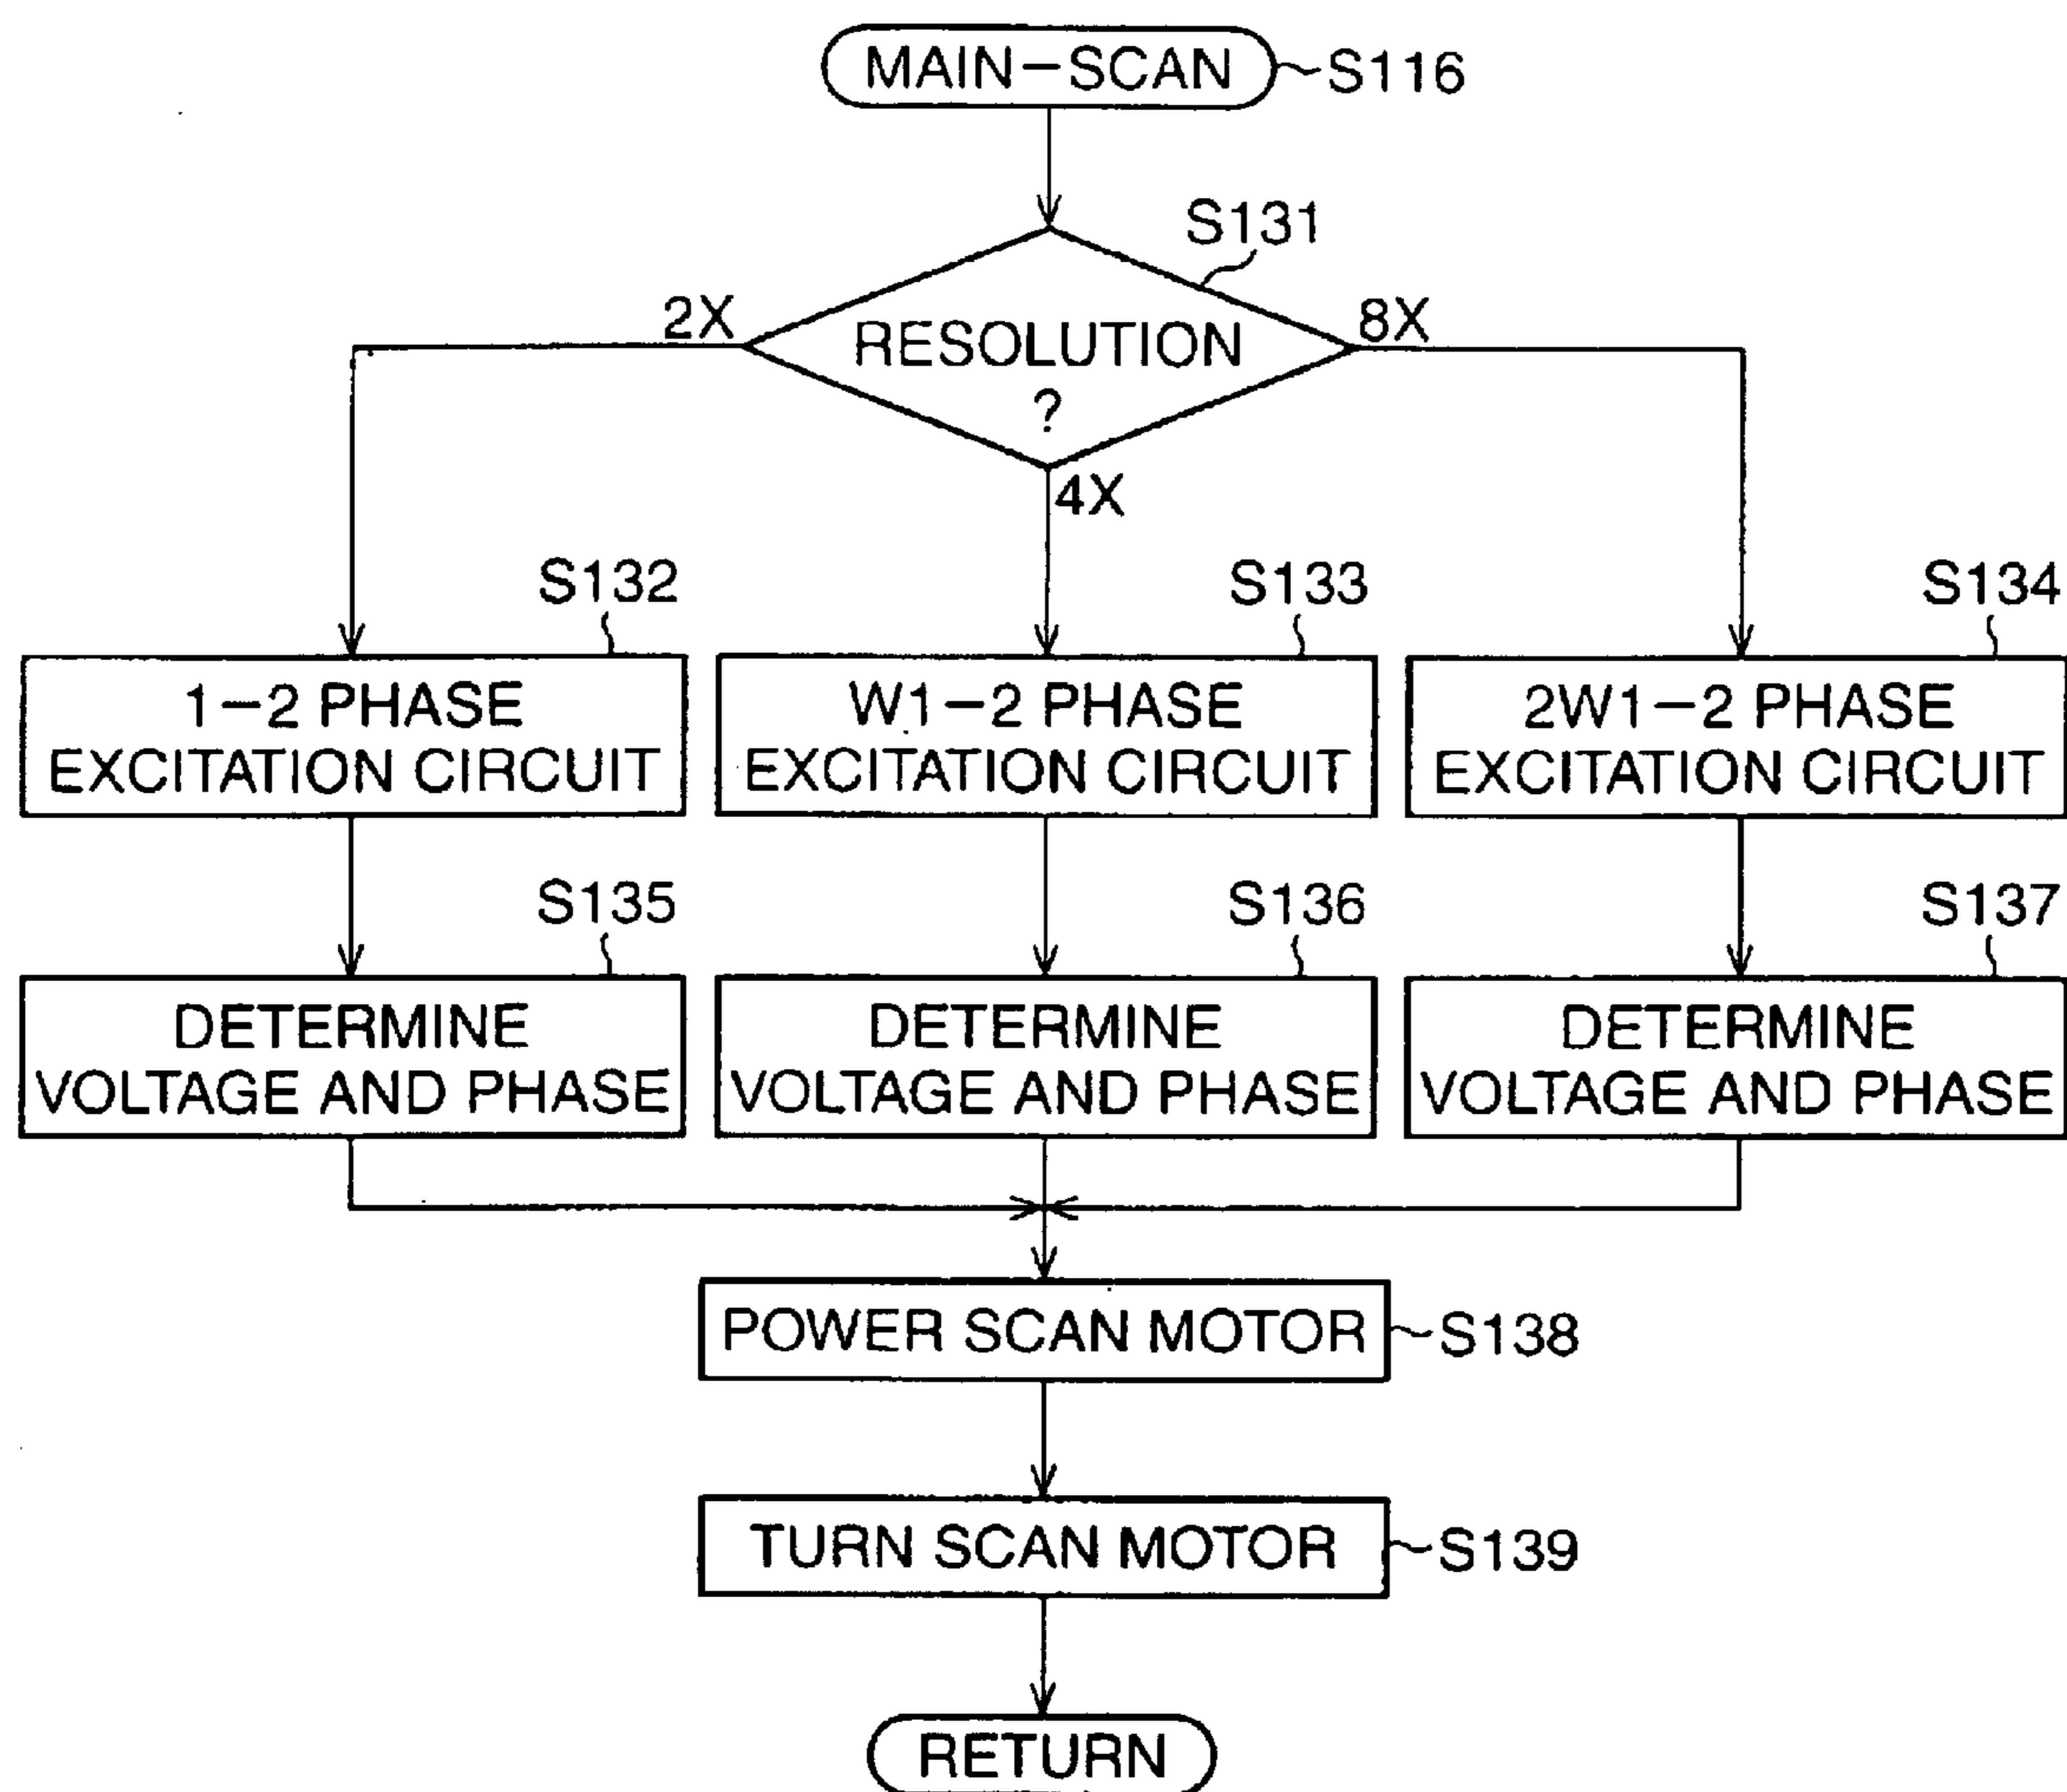 MAIN-SCAN
S116
S131
2X
RESOLUTION
?
8X
4X
S132
S133
S134
1-2 PHASE
EXCITATION CIRCUIT
W1-2 PHASE
EXCITATION CIRCUIT
2W1-2 PHASE
EXCITATION CIRCUIT
S135
S136
S137
DETERMINE
VOLTAGE AND PHASE
DETERMINE
VOLTAGE AND PHASE
DETERMINE
VOLTAGE AND PHASE
POWER SCAN MOTOR
S138
TURN SCAN MOTOR
S139
RETURN